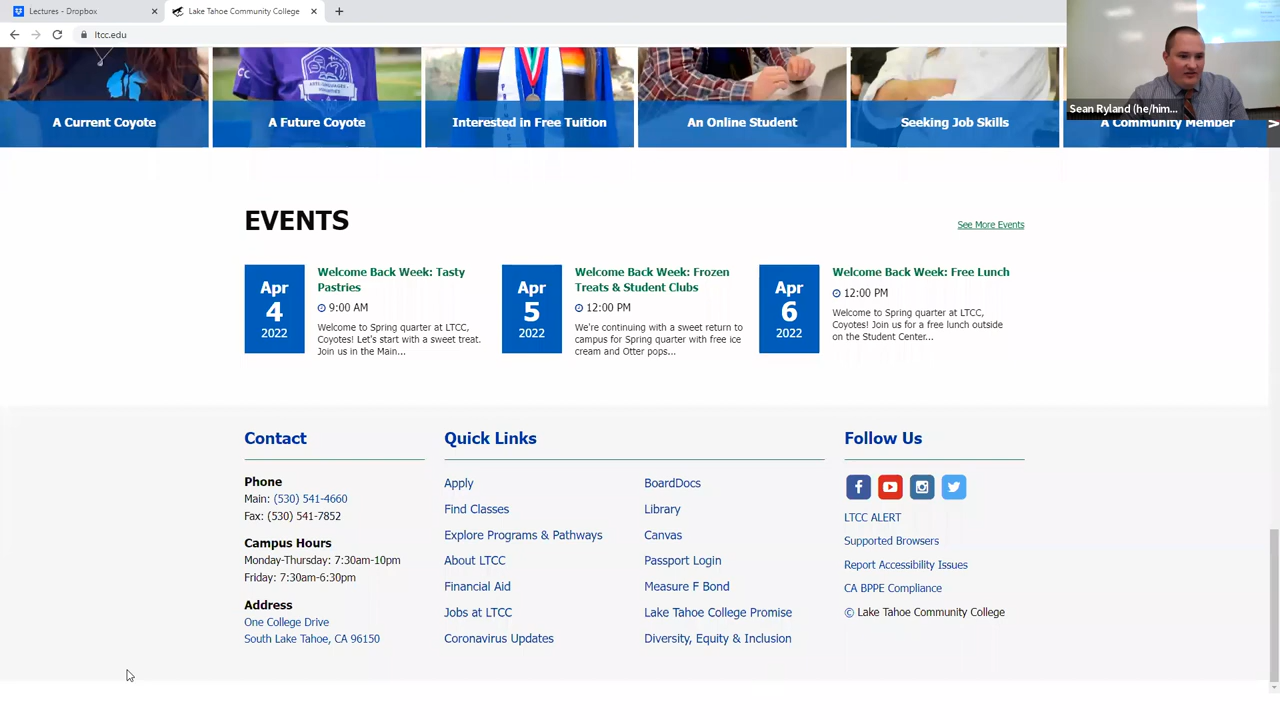 Lectures - Dropbox
Lake Tahoe Community College
ltcc.edu
Sean Ryland (he/him...
A Current Coyote
A Future Coyote
Interested in Free Tuition
An Online Student
Seeking Job Skills
A Community Member
EVENTS
See More Events
Apr
4
2022
Welcome Back Week: Tasty
Pastries
9:00 AM
Welcome to Spring quarter at LTCC,
Coyotes! Let's start with a sweet treat.
Join us in the Main...
Apr
5
2022
Welcome Back Week: Frozen
Treats & Student Clubs
12:00 PM
We're continuing with a sweet return to
campus for Spring quarter with free ice
cream and Otter pops...
Apr
6
2022
Welcome Back Week: Free Lunch
12:00 PM
Welcome to Spring quarter at LTCC,
Coyotes! Join us for a free lunch outside
on the Student Center...
Contact
Phone
Main: (530) 541-4660
Fax: (530) 541-7852
Campus Hours
Monday-Thursday: 7:30am-10pm
Friday: 7:30am-6:30pm
Address
One College Drive
South Lake Tahoe, CA 96150
Quick Links
Apply
Find Classes
Explore Programs & Pathways
About LTCC
Financial Aid
Jobs at LTCC
Coronavirus Updates
BoardDocs
Library
Canvas
Passport Login
Measure F Bond
Lake Tahoe College Promise
Diversity, Equity & Inclusion
Follow Us
LTCC ALERT
Supported Browsers
Report Accessibility Issues
CA BPPE Compliance
© Lake Tahoe Community College